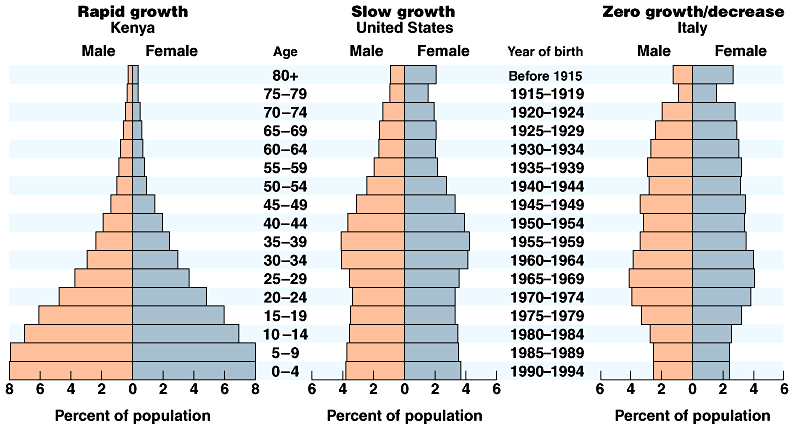 Rapid growth
Kenya
Male Female
Slow growth
United States
Male Female
Zero growth/decrease
Italy
Male Female
Age Year of birth
80+ Before 1915
75–79 1915–1919
70–74 1920–1924
65–69 1925–1929
60–64 1930–1934
55–59 1935–1939
50–54 1940–1944
45–49 1945–1949
40–44 1950–1954
35–39 1955–1959
30–34 1960–1964
25–29 1965–1969
20–24 1970–1974
15–19 1975–1979
10–14 1980–1984
5–9 1985–1989
0–4 1990–1994
8 6 4 2 0 2 4 6 8
6 4 2 0 2 4 6
6 4 2 0 2 4 6
Percent of population
Percent of population
Percent of population